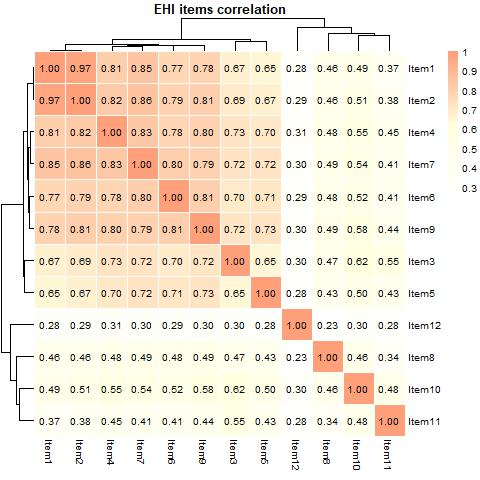 EHI items correlation
1.00 0.97 0.81 0.85 0.77 0.78 0.67 0.65 0.28 0.46 0.49 0.37 Item1
0.97 1.00 0.82 0.86 0.79 0.81 0.69 0.67 0.29 0.46 0.51 0.38 Item2
0.81 0.82 1.00 0.83 0.78 0.80 0.73 0.70 0.31 0.48 0.55 0.45 Item4
0.85 0.86 0.83 1.00 0.80 0.79 0.72 0.72 0.30 0.49 0.54 0.41 Item7
0.77 0.79 0.78 0.80 1.00 0.81 0.70 0.71 0.29 0.48 0.52 0.41 Item6
0.78 0.81 0.80 0.79 0.81 1.00 0.72 0.73 0.30 0.49 0.58 0.44 Item9
0.67 0.69 0.73 0.72 0.70 0.72 1.00 0.65 0.30 0.47 0.62 0.55 Item3
0.65 0.67 0.70 0.72 0.71 0.73 0.65 1.00 0.28 0.43 0.50 0.43 Item5
0.28 0.29 0.31 0.30 0.29 0.30 0.30 0.28 1.00 0.23 0.30 0.28 Item12
0.46 0.46 0.48 0.49 0.48 0.49 0.47 0.43 0.23 1.00 0.46 0.34 Item8
0.49 0.51 0.55 0.54 0.52 0.58 0.62 0.50 0.30 0.46 1.00 0.48 Item10
0.37 0.38 0.45 0.41 0.41 0.44 0.55 0.43 0.28 0.34 0.48 1.00 Item11
Item1 Item2 Item4 Item7 Item6 Item9 Item3 Item5 Item12 Item8 Item10 Item11
1
0.9
0.8
0.7
0.6
0.5
0.4
0.3